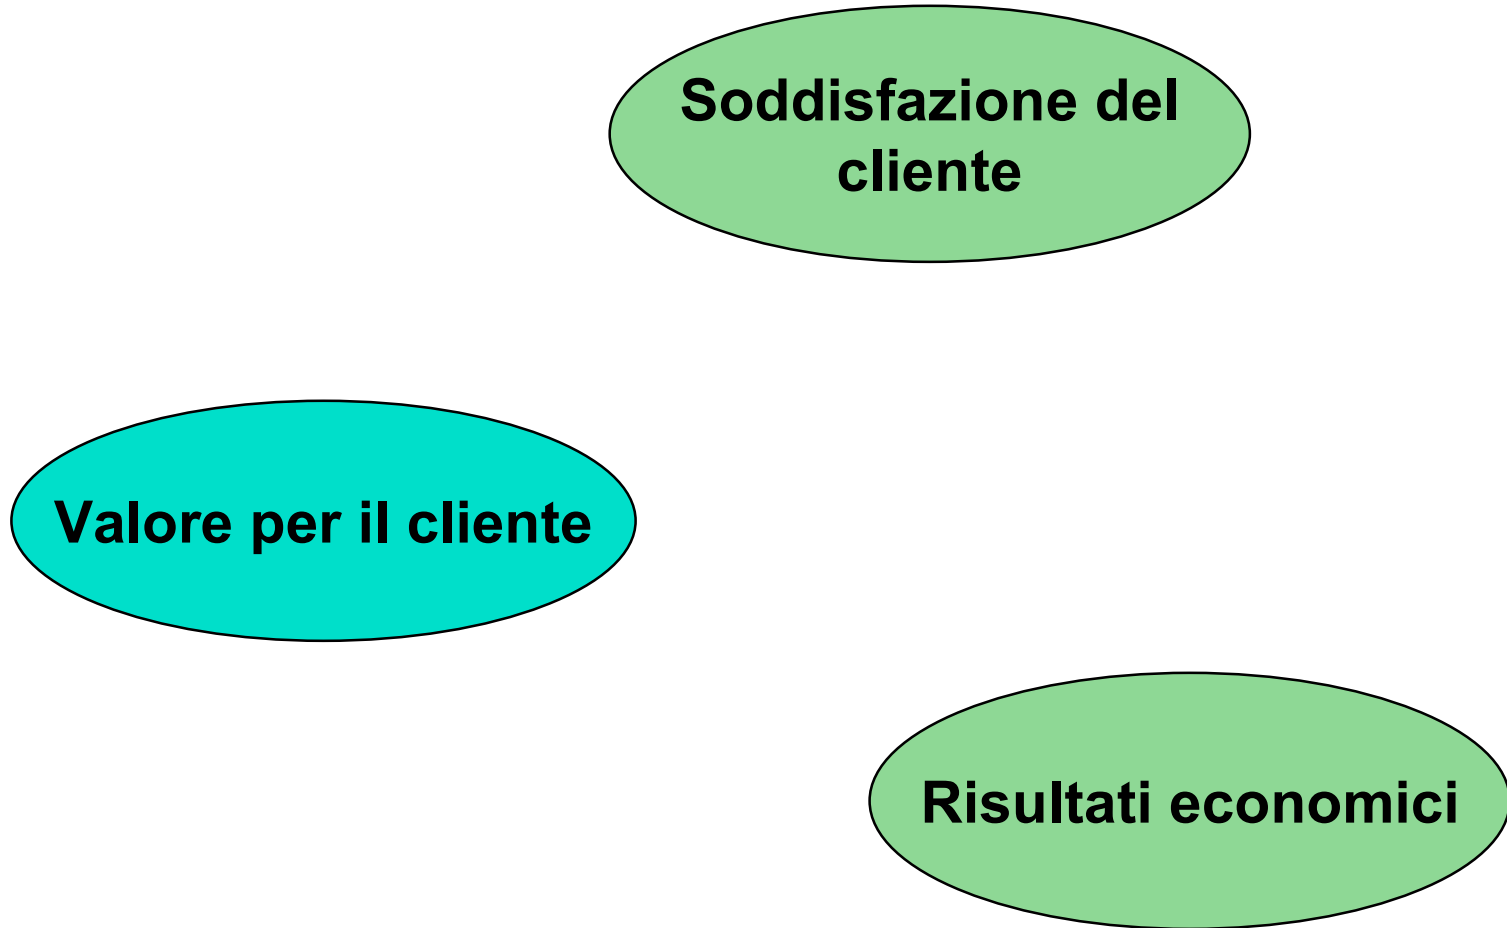 Soddisfazione del
cliente
Valore per il cliente
Risultati economici